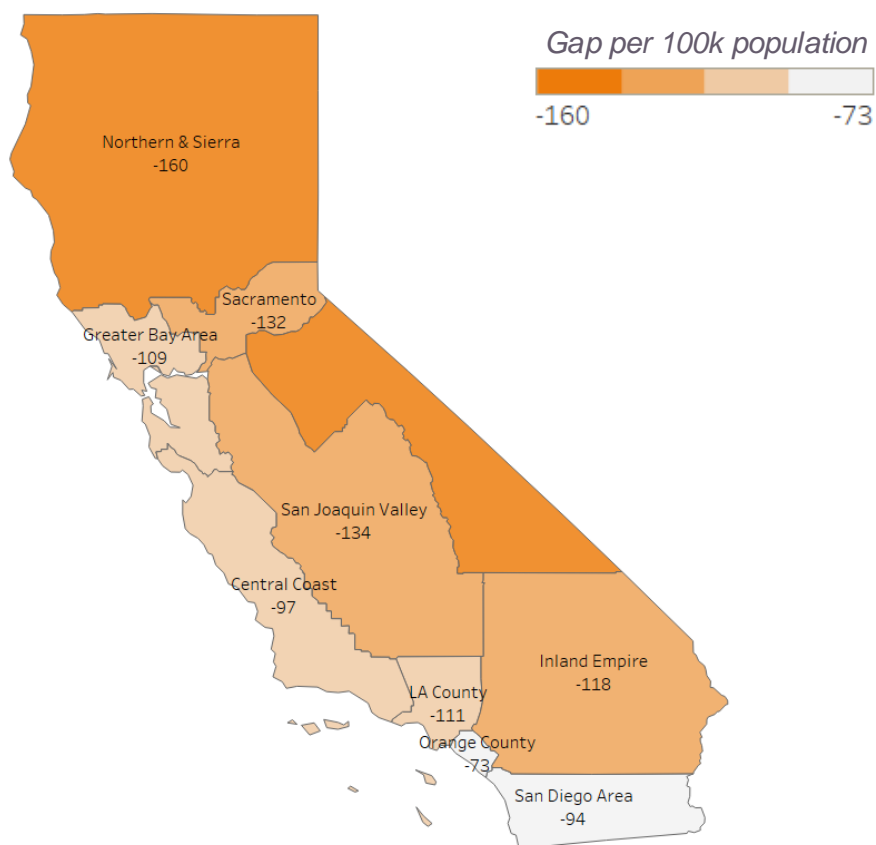 Gap per 100k population
-160 -73
Northern & Sierra
-160
Sacramento
-132
Greater Bay Area
-109
San Joaquin Valley
-134
Central Coast
-97
Inland Empire
-118
LA County
-111
Orange County
-73
San Diego Area
-94